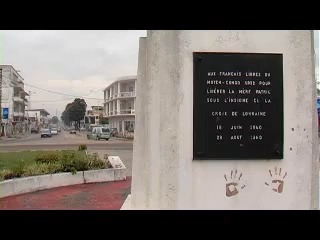 AUX FRANÇAIS LIBRES DU
MOYEN-CONGO UNIS POUR
LIBÉRER LA MÈRE PATRIE
SOUS L'INSIGNE DE LA
CROIX DE LORRAINE
18 JUIN 1940
28 AOUT 1940